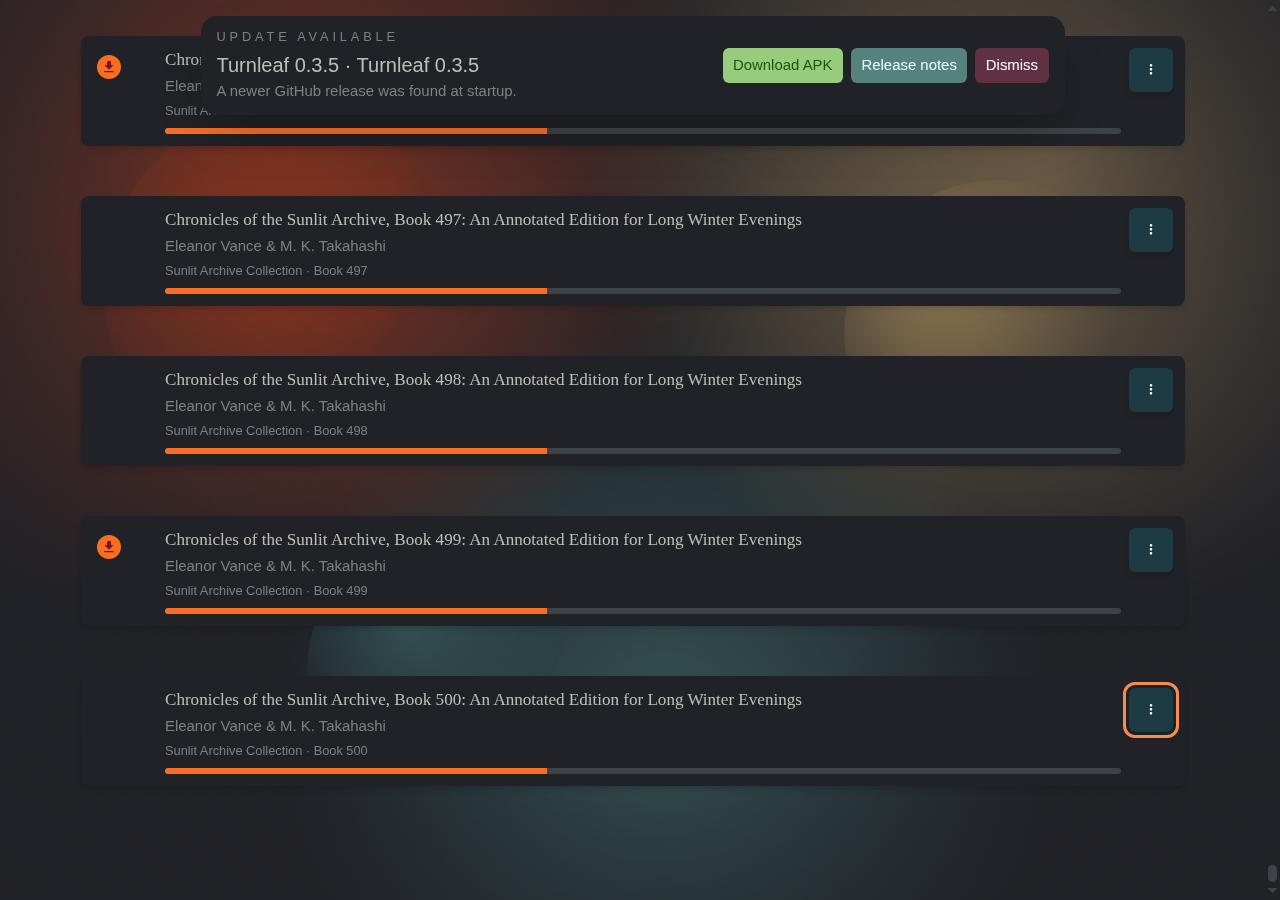 UPDATE AVAILABLE
Turnleaf 0.3.5 · Turnleaf 0.3.5
A newer GitHub release was found at startup.
Download APK
Release notes
Dismiss
Chronicles of the Sunlit Archive, Book 497: An Annotated Edition for Long Winter Evenings
Eleanor Vance & M. K. Takahashi
Sunlit Archive Collection · Book 497
Chronicles of the Sunlit Archive, Book 498: An Annotated Edition for Long Winter Evenings
Eleanor Vance & M. K. Takahashi
Sunlit Archive Collection · Book 498
Chronicles of the Sunlit Archive, Book 499: An Annotated Edition for Long Winter Evenings
Eleanor Vance & M. K. Takahashi
Sunlit Archive Collection · Book 499
Chronicles of the Sunlit Archive, Book 500: An Annotated Edition for Long Winter Evenings
Eleanor Vance & M. K. Takahashi
Sunlit Archive Collection · Book 500